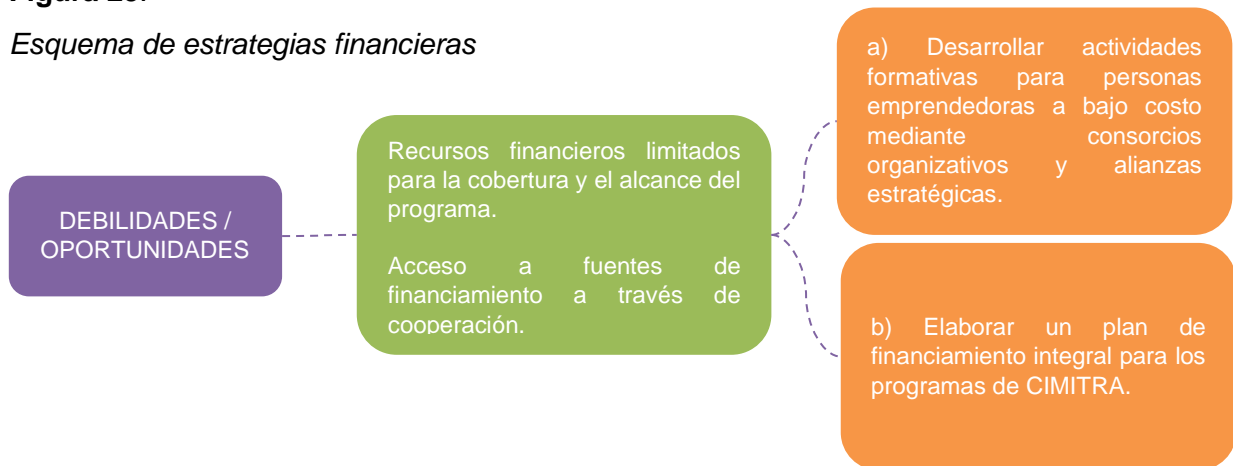 Esquema de estrategias financieras
DEBILIDADES /
OPORTUNIDADES
Recursos financieros limitados
para la cobertura y el alcance del
programa.
Acceso a fuentes de
financiamiento a través de
cooperación.
a) Desarrollar actividades
formativas para personas
emprendedoras a bajo costo
mediante consorcios
organizativos y alianzas
estratégicas.
b) Elaborar un plan de
financiamiento integral para los
programas de CIMITRA.